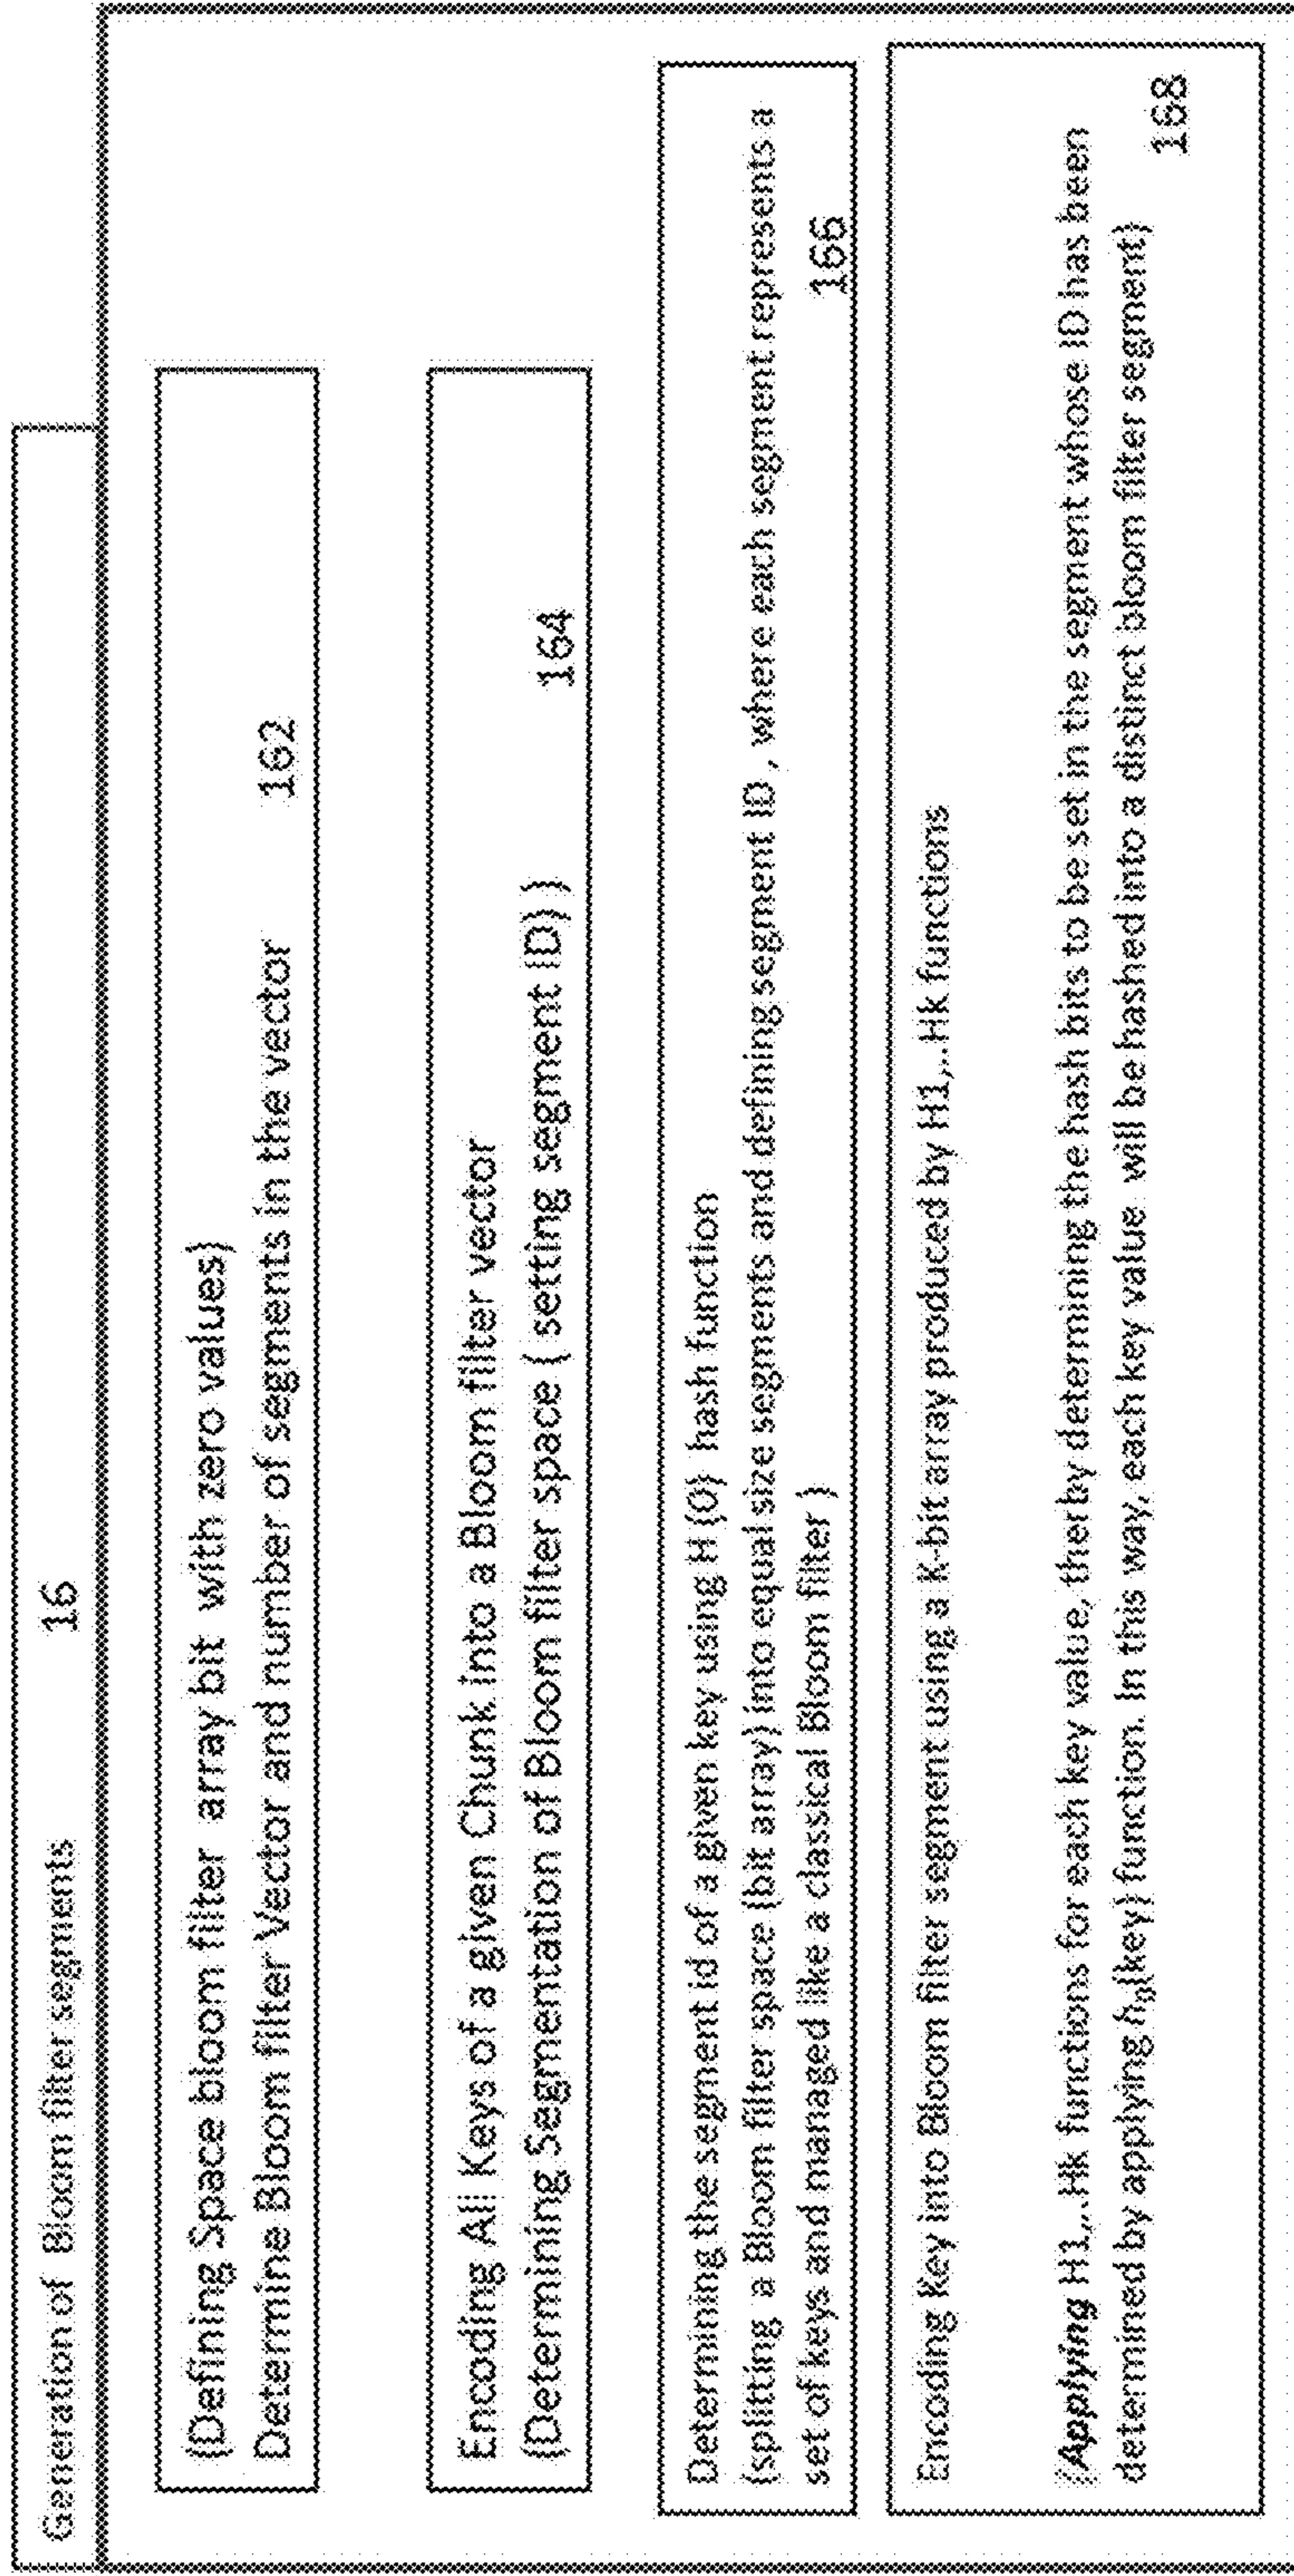 Generation of Bloom filter segments 16
(Defining Space bloom filter array bit with zero values)
Determine Bloom filter Vector and number of segments in the vector 162
Encoding All Keys of a given Chunk into a Bloom filter vector
(Determining Segmentation of Bloom filter space ( setting segment ID) ) 164
Determining the segment id of a given key using H (0) hash function
(splitting a Bloom filter space (bit array) into equal size segments and defining segment ID , where each segment represents a
set of keys and managed like a classical Bloom filter ) 166
Encoding Key into Bloom filter segment using a K-bit array produced by H1,..Hk functions
(Applying H1,..Hk functions for each key value, therby determining the hash bits to be set in the segment whose ID has been
determined by applying h₀(key) function. In this way, each key value will be hashed into a distinct bloom filter segment) 168